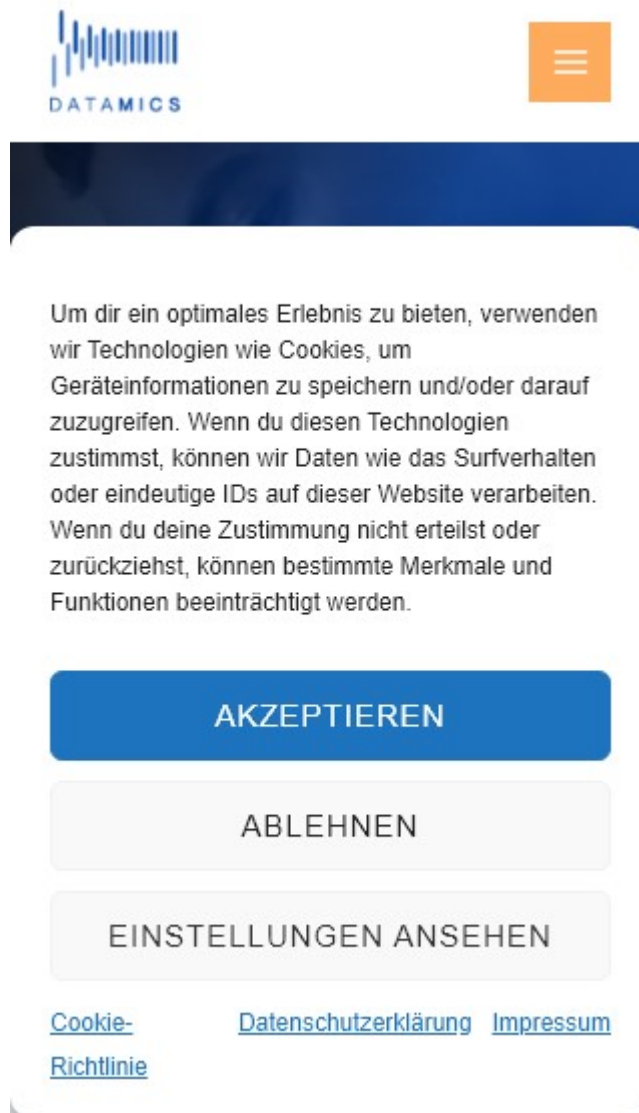 DATAMICS
Um dir ein optimales Erlebnis zu bieten, verwenden
wir Technologien wie Cookies, um
Geräteinformationen zu speichern und/oder darauf
zuzugreifen. Wenn du diesen Technologien
zustimmst, können wir Daten wie das Surfverhalten
oder eindeutige IDs auf dieser Website verarbeiten.
Wenn du deine Zustimmung nicht erteilst oder
zurückziehst, können bestimmte Merkmale und
Funktionen beeinträchtigt werden.
AKZEPTIEREN
ABLEHNEN
EINSTELLUNGEN ANSEHEN
Cookie- Datenschutzerklärung Impressum
Richtlinie